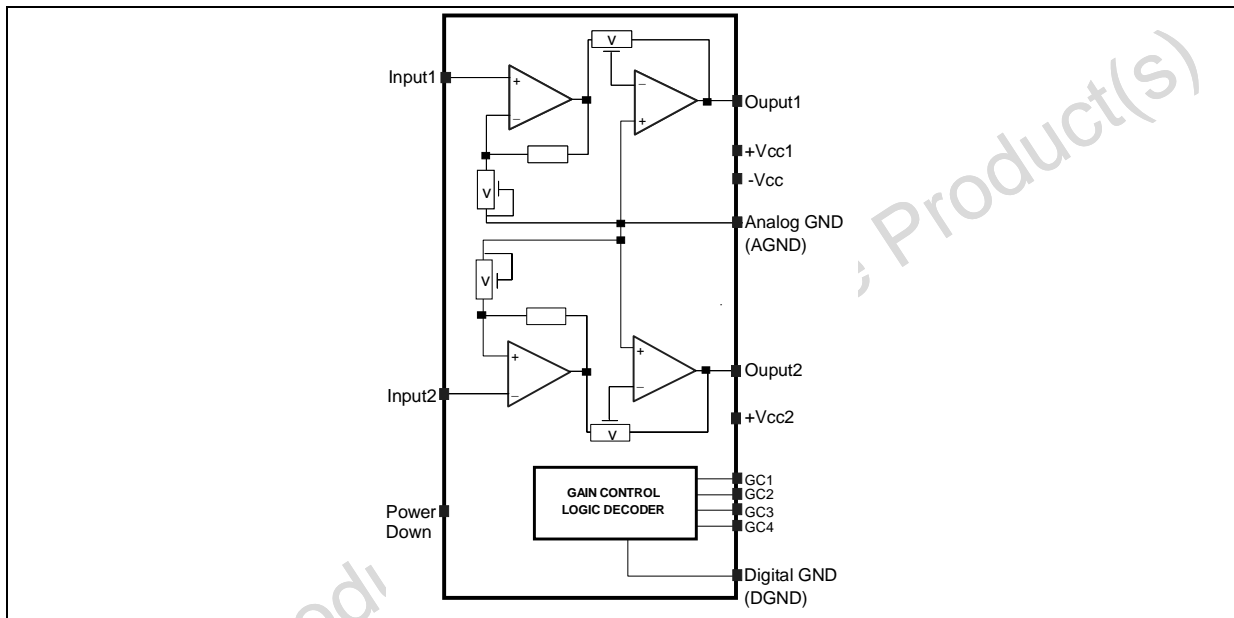 Product(s)
V
Input1
+
−
−
+
Ouput1
+Vcc1
-Vcc
V
Analog GND
(AGND)
V
+
−
+
−
Input2
Ouput2
+Vcc2
V
GAIN CONTROL
LOGIC DECODER
GC1
GC2
GC3
GC4
Power
Down
Digital GND
(DGND)